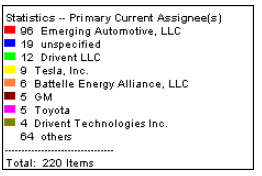 Statistics -- Primary Current Assignee(s)
96 Emerging Automotive, LLC
19 unspecified
12 Drivent LLC
9 Tesla, Inc.
6 Battelle Energy Alliance, LLC
5 GM
5 Toyota
4 Drivent Technologies Inc.
64 others
-----------------------------------
Total: 220 Items